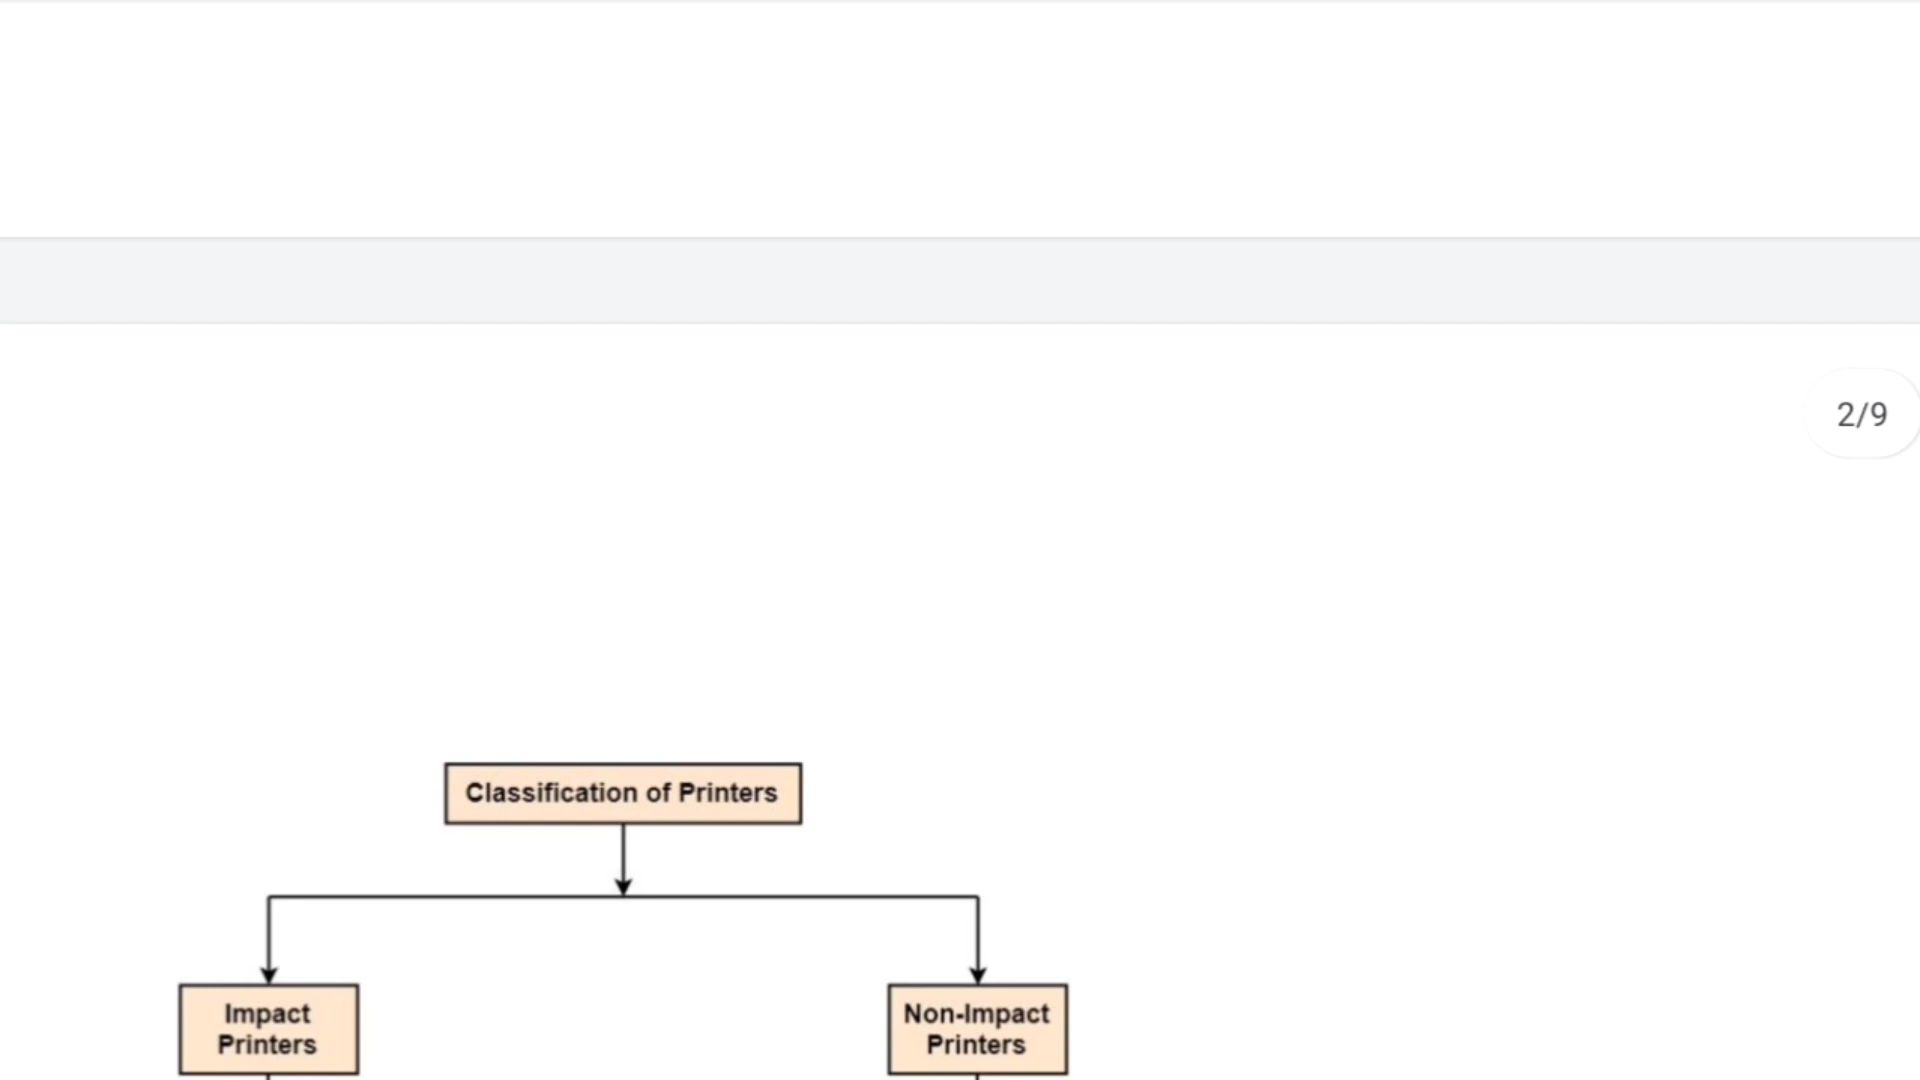 2/9
Classification of Printers
Impact
Printers
Non-Impact
Printers